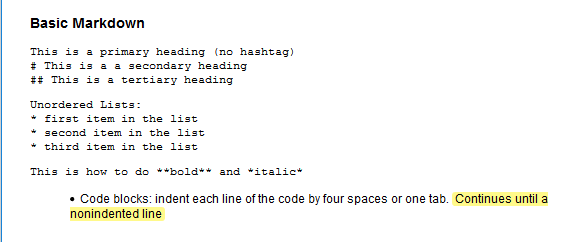 Basic Markdown
This is a primary heading (no hashtag)
# This is a a secondary heading
## This is a tertiary heading
Unordered Lists:
* first item in the list
* second item in the list
* third item in the list
This is how to do **bold** and *italic*
• Code blocks: indent each line of the code by four spaces or one tab. Continues until a
nonindented line